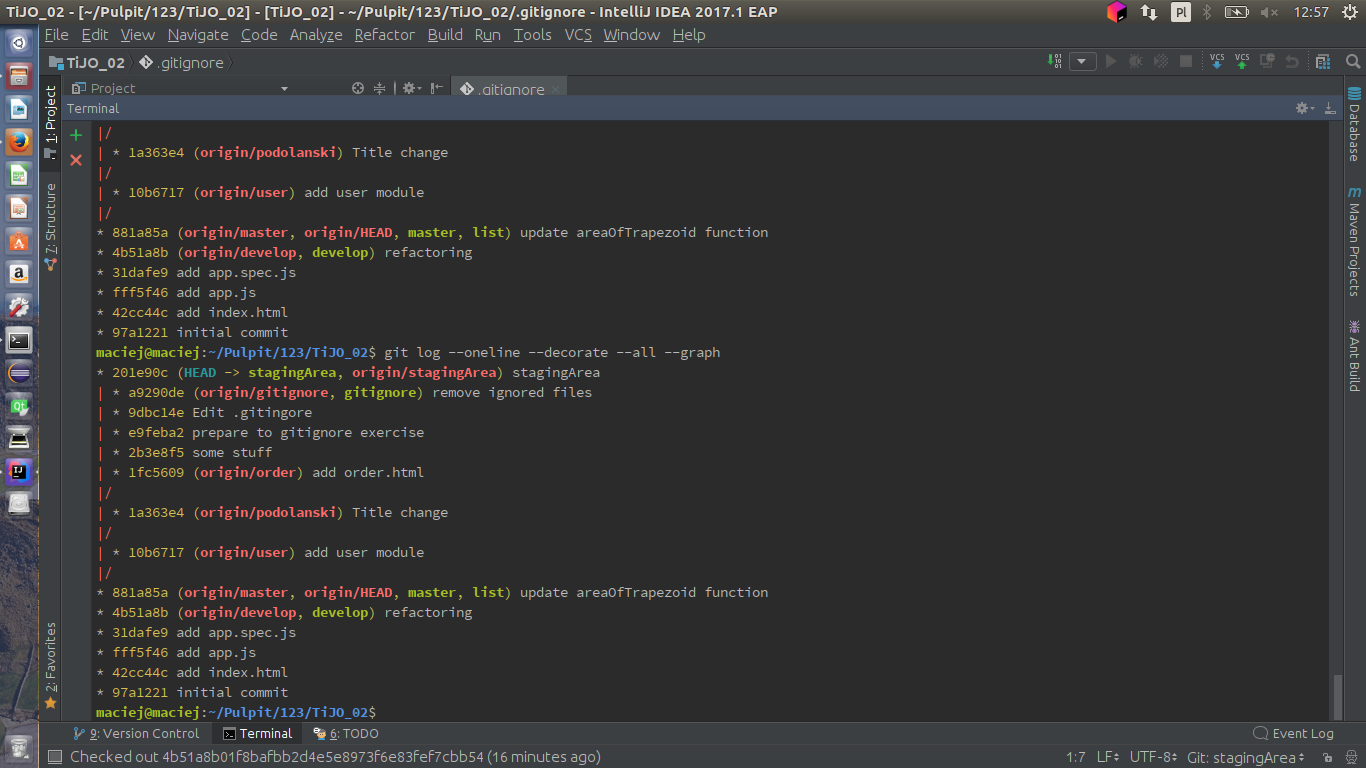 TiJO_02 - [~/Pulpit/123/TiJO_02] - [TiJO_02] - ~/Pulpit/123/TiJO_02/.gitignore - IntelliJ IDEA 2017.1 EAP
Pl
12:57
File Edit View Navigate Code Analyze Refactor Build Run Tools VCS Window Help
TiJO_02 .gitignore
VCS VCS
Project
.gitignore
Terminal
1: Project
7: Structure
2: Favorites
|/
| * 1a363e4 (origin/podolanski) Title change
|/
| * 10b6717 (origin/user) add user module
|/
* 881a85a (origin/master, origin/HEAD, master, list) update areaOfTrapezoid function
* 4b51a8b (origin/develop, develop) refactoring
* 31dafe9 add app.spec.js
* fff5f46 add app.js
* 42cc44c add index.html
* 97a1221 initial commit
maciej@maciej:~/Pulpit/123/TiJO_02$ git log --oneline --decorate --all --graph
* 201e90c (HEAD -> stagingArea, origin/stagingArea) stagingArea
| * a9290de (origin/gitignore, gitignore) remove ignored files
| * 9dbc14e Edit .gitingore
| * e9feba2 prepare to gitignore exercise
| * 2b3e8f5 some stuff
| * 1fc5609 (origin/order) add order.html
|/
| * 1a363e4 (origin/podolanski) Title change
|/
| * 10b6717 (origin/user) add user module
|/
* 881a85a (origin/master, origin/HEAD, master, list) update areaOfTrapezoid function
* 4b51a8b (origin/develop, develop) refactoring
* 31dafe9 add app.spec.js
* fff5f46 add app.js
* 42cc44c add index.html
* 97a1221 initial commit
maciej@maciej:~/Pulpit/123/TiJO_02$
Database
Maven Projects
Ant Build
9: Version Control Terminal 6: TODO
Event Log
Checked out 4b51a8b01f8bafbb2d4e5e8973f6e83fef7cbb54 (16 minutes ago)
1:7 LF UTF-8 Git: stagingArea